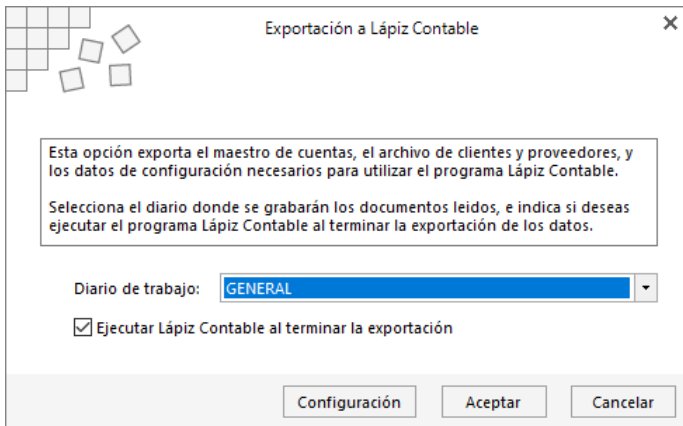 Exportación a Lápiz Contable
Esta opción exporta el maestro de cuentas, el archivo de clientes y proveedores, y
los datos de configuración necesarios para utilizar el programa Lápiz Contable.
Selecciona el diario donde se grabarán los documentos leidos, e indica si deseas
ejecutar el programa Lápiz Contable al terminar la exportación de los datos.
Diario de trabajo: GENERAL
Ejecutar Lápiz Contable al terminar la exportación
Configuración Aceptar Cancelar